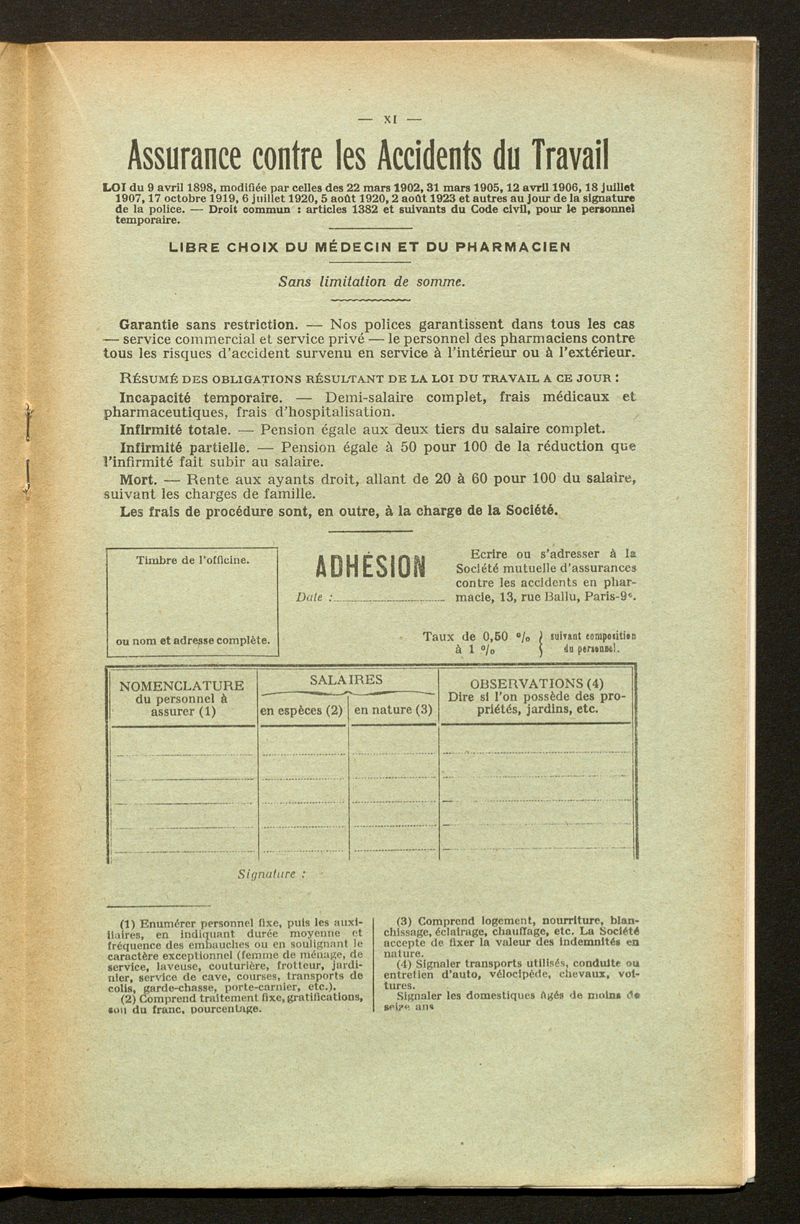 — XI —
Assurance contre les Accidents du Travail
LOI du 9 avril 1898, modifiée par celles des 22 mars 1902, 31 mars 1905, 12 avril 1906, 18 juillet
1907, 17 octobre 1919, 6 juillet 1920, 5 août 1920, 2 août 1923 et autres au jour de la signature
de la police. — Droit commun : articles 1382 et suivants du Code civil, pour le personnel
temporaire.
LIBRE CHOIX DU MÉDECIN ET DU PHARMACIEN
Sans limitation de somme.
Garantie sans restriction. — Nos polices garantissent dans tous les cas
— service commercial et service privé — le personnel des pharmaciens contre
tous les risques d'accident survenu en service à l'intérieur ou à l'extérieur.
RÉSUMÉ DES OBLIGATIONS RÉSULTANT DE LA LOI DU TRAVAIL A CE JOUR :
Incapacité temporaire. — Demi-salaire complet, frais médicaux et
pharmaceutiques, frais d'hospitalisation.
Infirmité totale. — Pension égale aux deux tiers du salaire complet.
Infirmité partielle. — Pension égale à 50 pour 100 de la réduction que
l'infirmité fait subir au salaire.
Mort. — Rente aux ayants droit, allant de 20 à 60 pour 100 du salaire,
suivant les charges de famille.
Les frais de procédure sont, en outre, à la charge de la Société.
Timbre de l'officine.
ou nom et adresse complète.
ADHÉSION
Date :
Ecrire ou s'adresser à la
Société mutuelle d'assurances
contre les accidents en phar-
macie, 13, rue Ballu, Paris-9e.
Taux de 0,50 % } suivant composition
à 1 % } du personnel.
NOMENCLATURE
du personnel à
assurer (1)
SALAIRES
en espèces (2)
en nature (3)
OBSERVATIONS (4)
Dire si l'on possède des pro-
priétés, jardins, etc.
Signature :
(1) Enumérer personnel fixe, puis les auxi-
liaires, en indiquant durée moyenne et
fréquence des embauches ou en soulignant le
caractère exceptionnel (femme de ménage, de
service, laveuse, couturière, frotteur, jardi-
nier, service de cave, courses, transports de
colis, garde-chasse, porte-carnier, etc.).
(2) Comprend traitement fixe, gratifications,
sou du franc, pourcentage.
(3) Comprend logement, nourriture, blan-
chissage, éclairage, chauffage, etc. La Société
accepte de fixer la valeur des indemnités en
nature.
(4) Signaler transports utilisés, conduite ou
entretien d'auto, vélocipède, chevaux, voi-
tures.
Signaler les domestiques âgés de moins de
seize ans